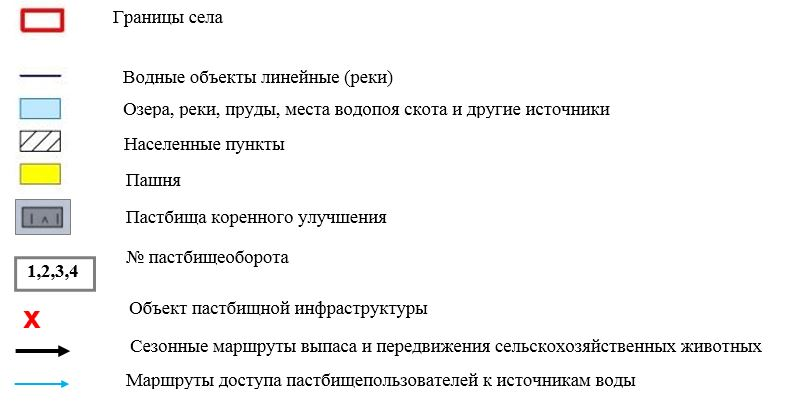 Границы села
Водные объекты линейные (реки)
Озера, реки, пруды, места водопоя скота и другие источники
Населенные пункты
Пашня
Пастбища коренного улучшения
1,2,3,4 № пастбищеоборота
X Объект пастбищной инфраструктуры
Сезонные маршруты выпаса и передвижения сельскохозяйственных животных
Маршруты доступа пастбищепользователей к источникам воды